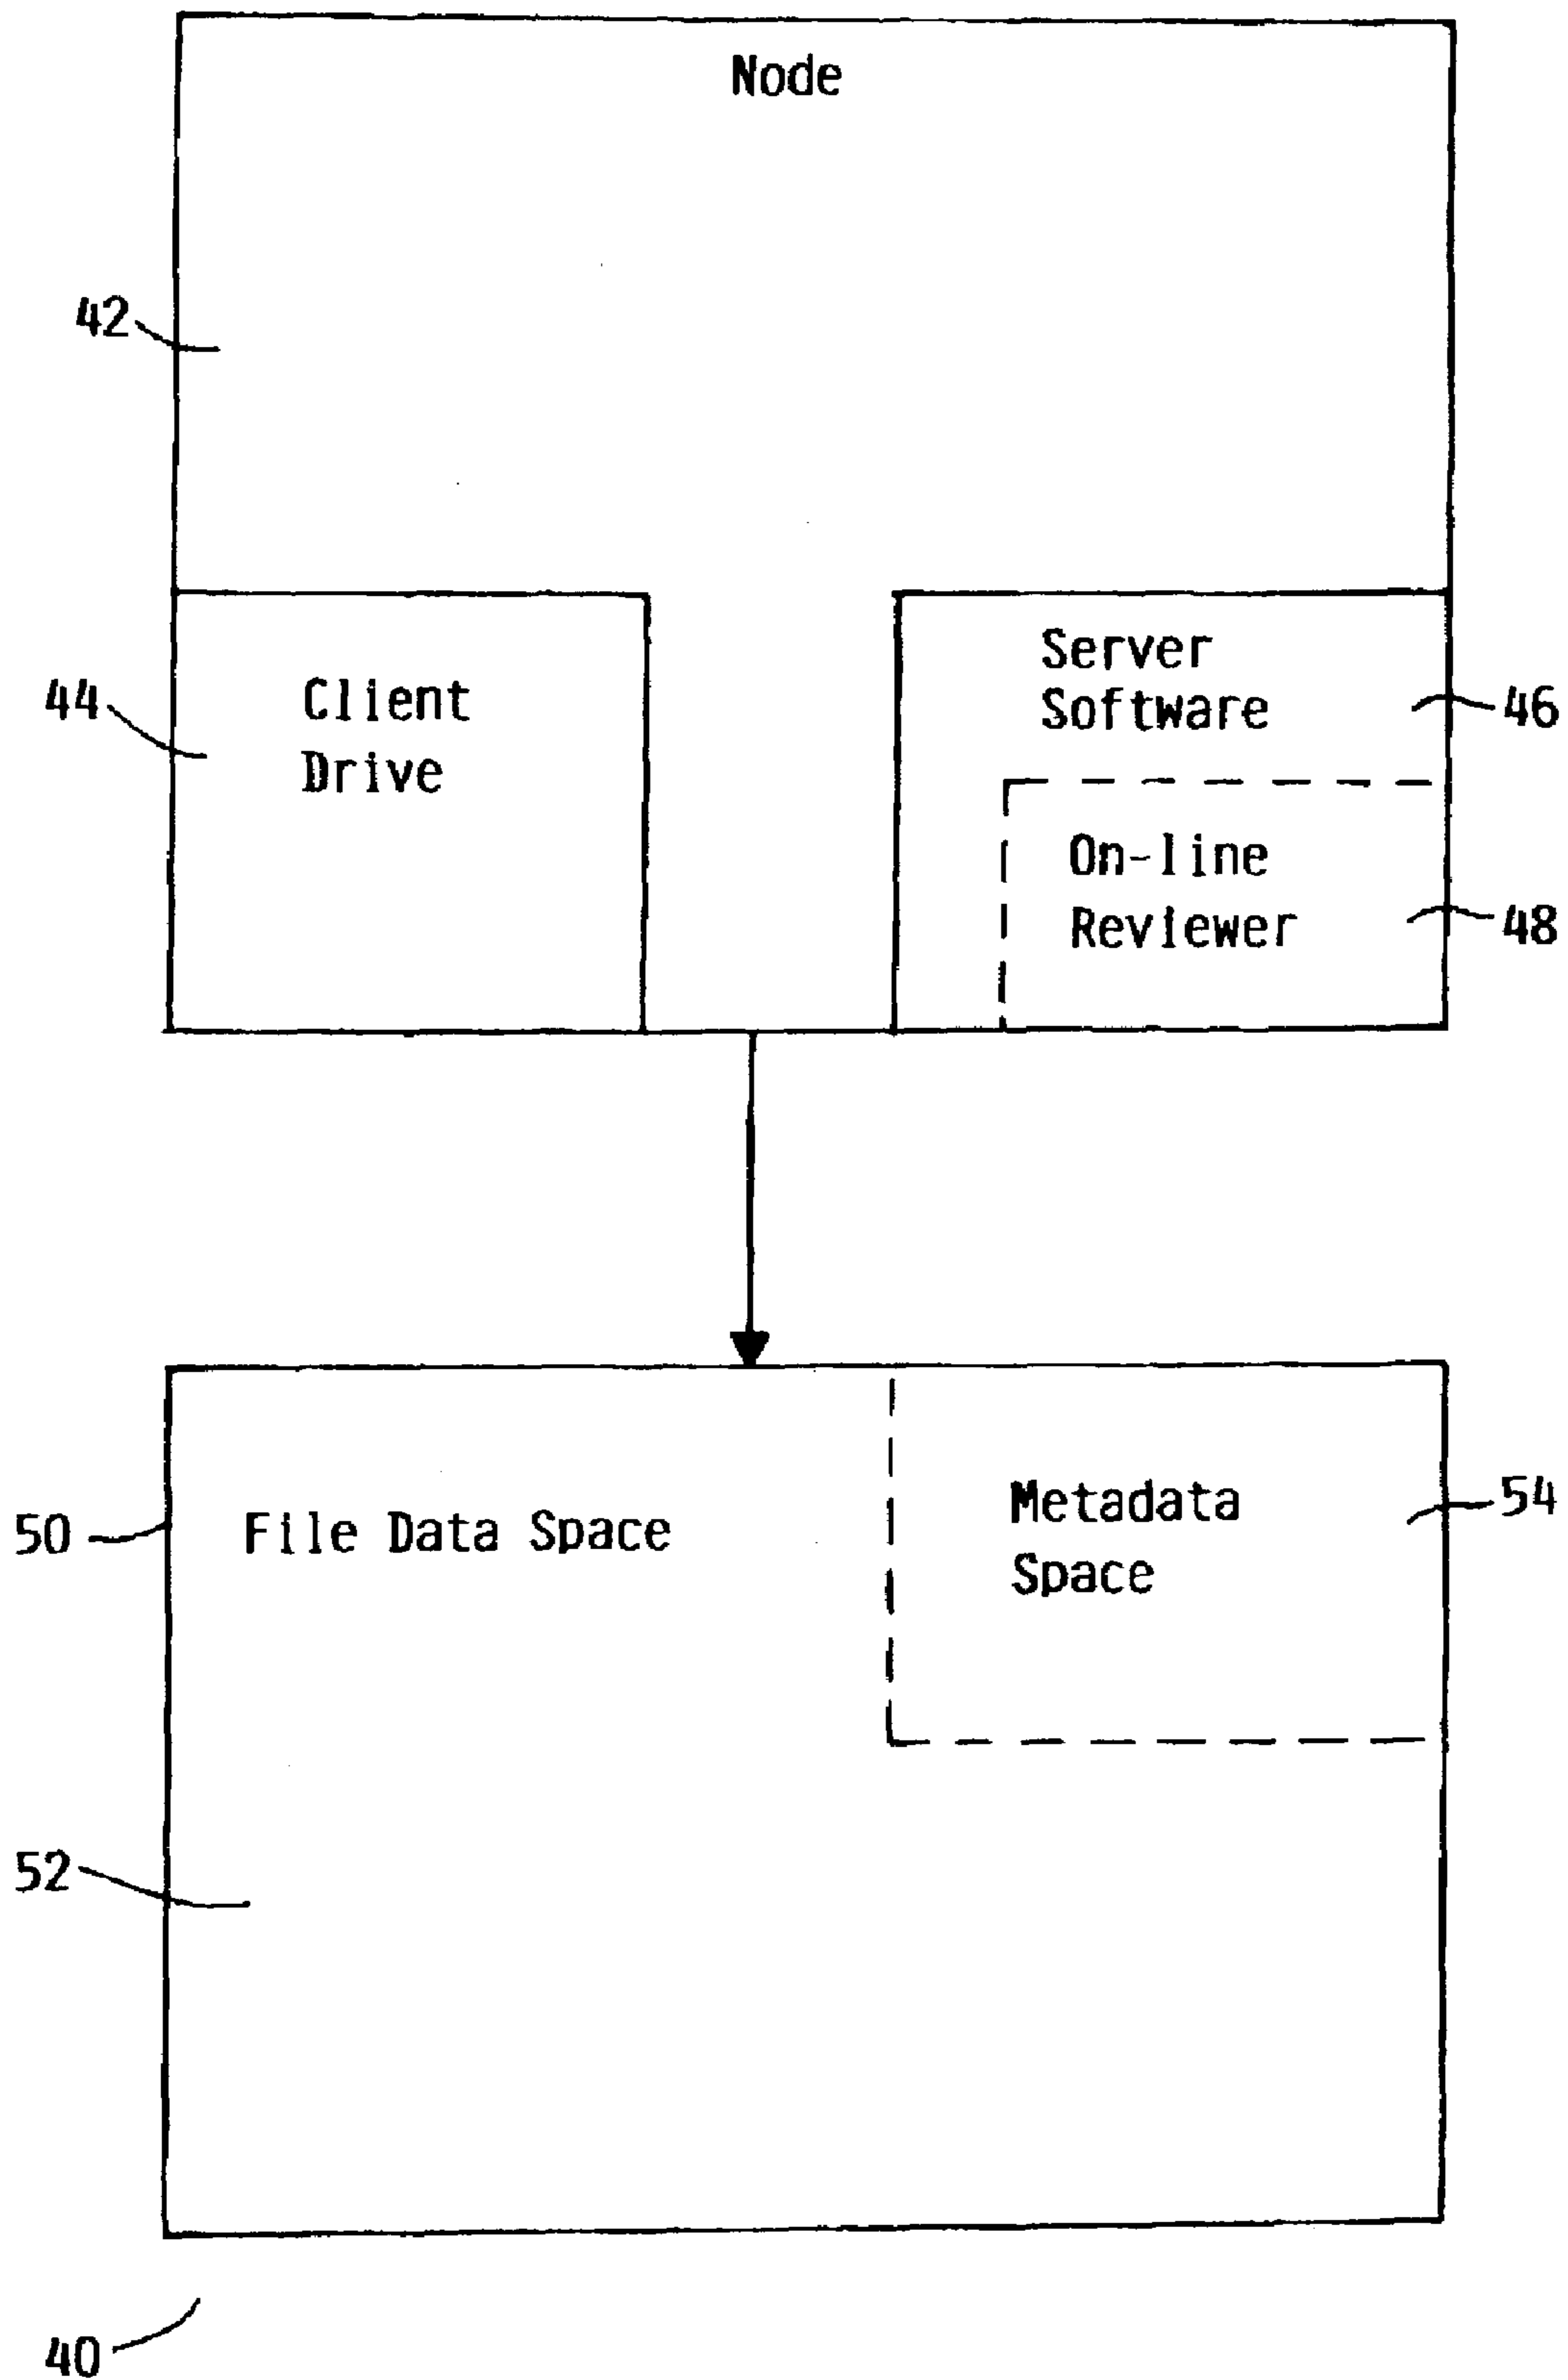 Node
42
44
Client
Drive
Server
Software
46
On-line
Reviewer
48
50
File Data Space
Metadata
Space
54
52
40